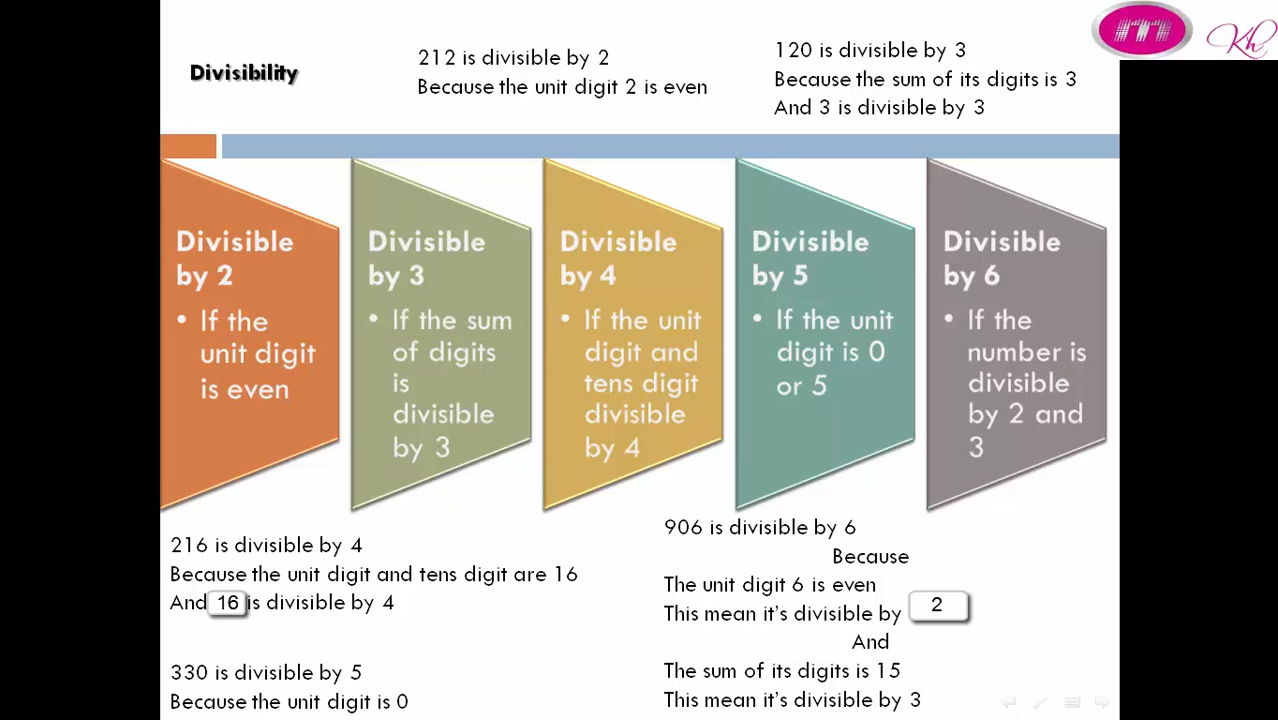 Divisibility
212 is divisible by 2
Because the unit digit 2 is even
120 is divisible by 3
Because the sum of its digits is 3
And 3 is divisible by 3
Kh
Divisible
by 2
• If the
unit digit
is even
Divisible
by 3
• If the sum
of digits
is
divisible
by 3
Divisible
by 4
• If the unit
digit and
tens digit
divisible
by 4
Divisible
by 5
• If the unit
digit is 0
or 5
Divisible
by 6
• If the
number is
divisible
by 2 and
3
216 is divisible by 4
Because the unit digit and tens digit are 16
And 16 is divisible by 4
330 is divisible by 5
Because the unit digit is 0
906 is divisible by 6
Because
The unit digit 6 is even
This mean it's divisible by 2
And
The sum of its digits is 15
This mean it's divisible by 3